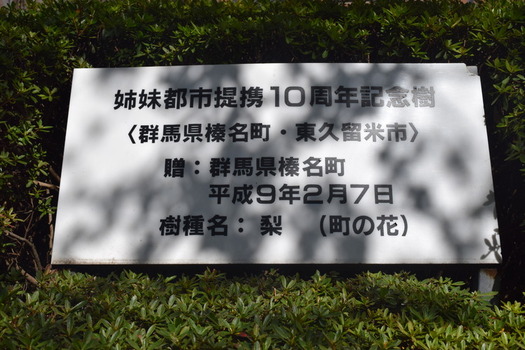 姉妹都市提携10周年記念樹
〈群馬県榛名町・東久留米市〉
贈：群馬県榛名町
平成9年2月7日
樹種名：梨 （町の花）